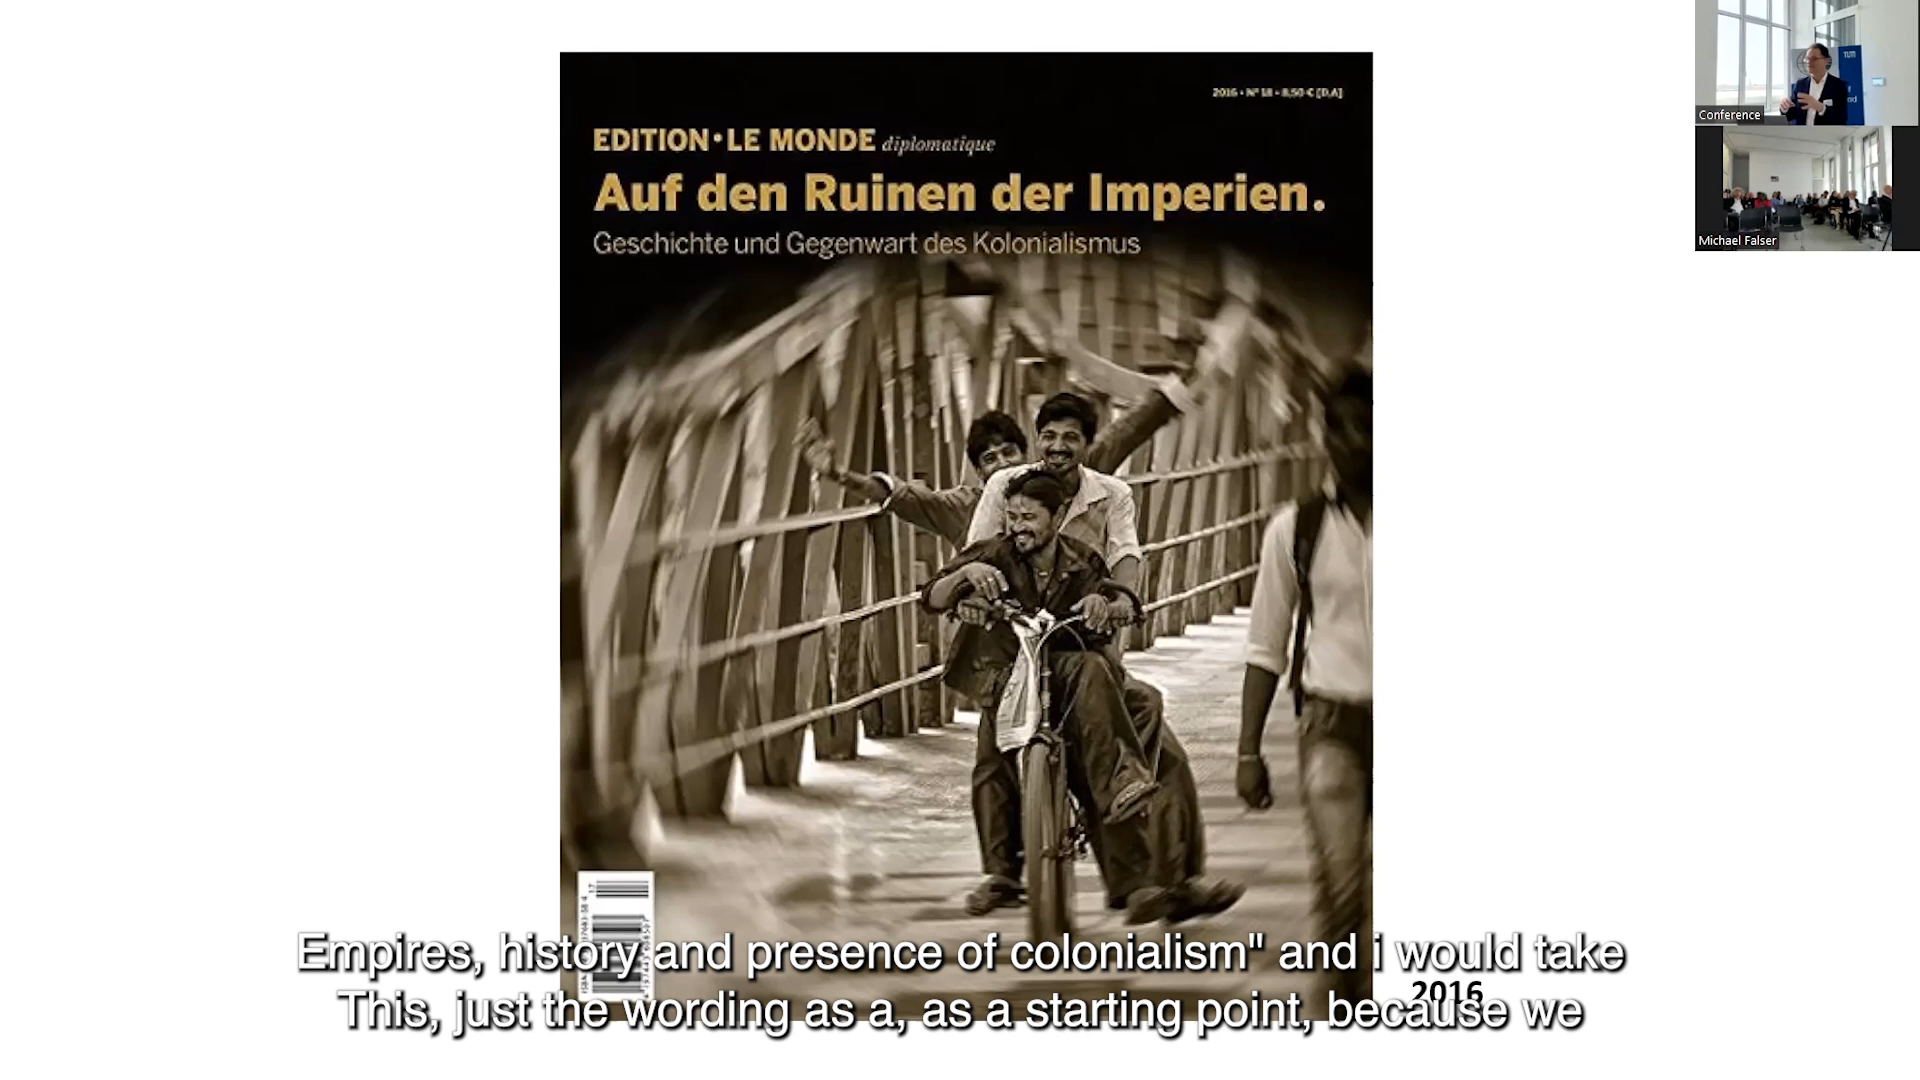 2016 • N° 18 • 8,50 € [D,A]
EDITION • LE MONDE diplomatique
Auf den Ruinen der Imperien.
Geschichte und Gegenwart des Kolonialismus
TUM
Conference
Michael Falser
2016
Empires, history and presence of colonialism" and i would take
This, just the wording as a, as a starting point, because we